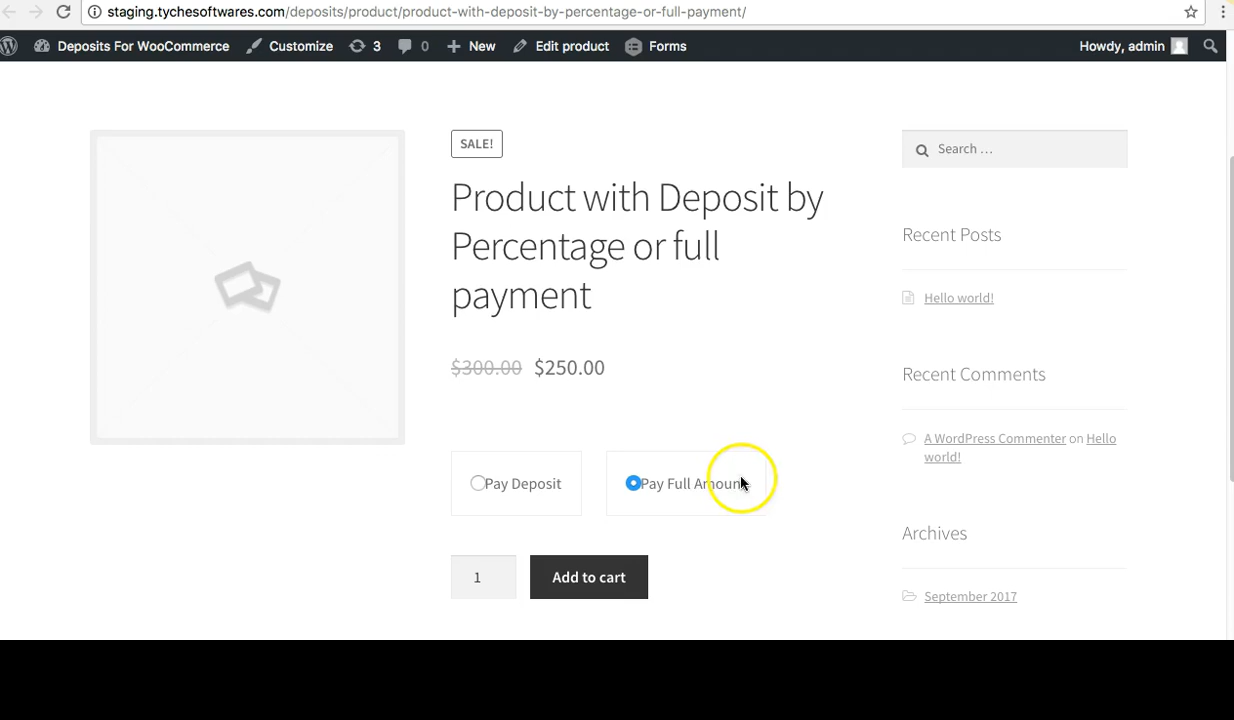 staging.tychesoftwares.com/deposits/product/product-with-deposit-by-percentage-or-full-payment/
Deposits For WooCommerce Customize 3 0 New Edit product Forms Howdy, admin
SALE!
Product with Deposit by
Percentage or full
payment
$300.00 $250.00
Pay Deposit Pay Full Amount
1 Add to cart
Search …
Recent Posts
Hello world!
Recent Comments
A WordPress Commenter on Hello
world!
Archives
September 2017